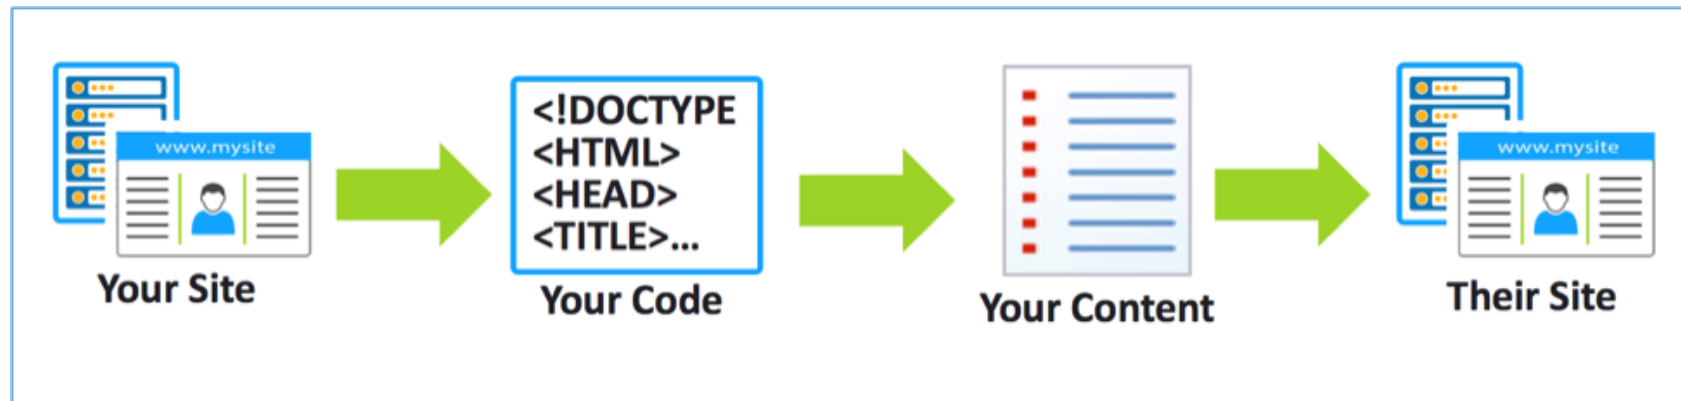 www.mysite
Your Site
<!DOCTYPE
<HTML>
<HEAD>
<TITLE>...
Your Code
Your Content
www.mysite
Their Site